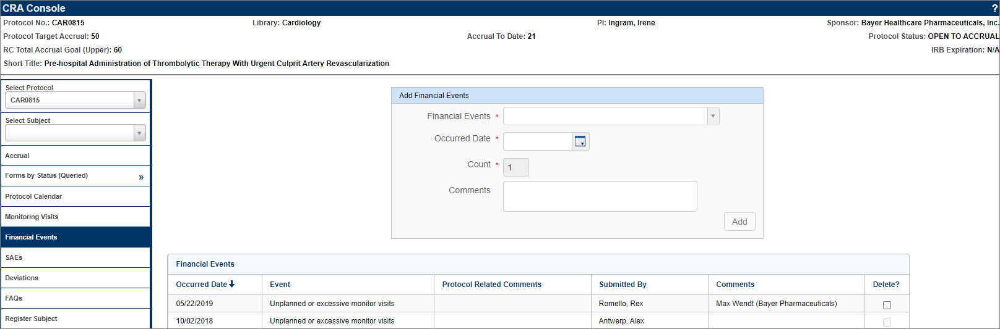 CRA Console ?
Protocol No.: CAR0815 Library: Cardiology PI: Ingram, Irene Sponsor: Bayer Healthcare Pharmaceuticals, Inc.
Protocol Target Accrual: 50 Accrual To Date: 21 Protocol Status: OPEN TO ACCRUAL
RC Total Accrual Goal (Upper): 60 IRB Expiration: N/A
Short Title: Pre-hospital Administration of Thrombolytic Therapy With Urgent Culprit Artery Revascularization
Select Protocol
CAR0815
Select Subject
Accrual
Forms by Status (Queried) »
Protocol Calendar
Monitoring Visits
Financial Events
SAEs
Deviations
FAQs
Register Subject
Add Financial Events
Financial Events *
Occurred Date *
Count * 1
Comments
Add
Financial Events
Occurred Date Event Protocol Related Comments Submitted By Comments Delete?
05/22/2019 Unplanned or excessive monitor visits Romello, Rex Max Wendt (Bayer Pharmaceuticals)
10/02/2018 Unplanned or excessive monitor visits Antwerp, Alex